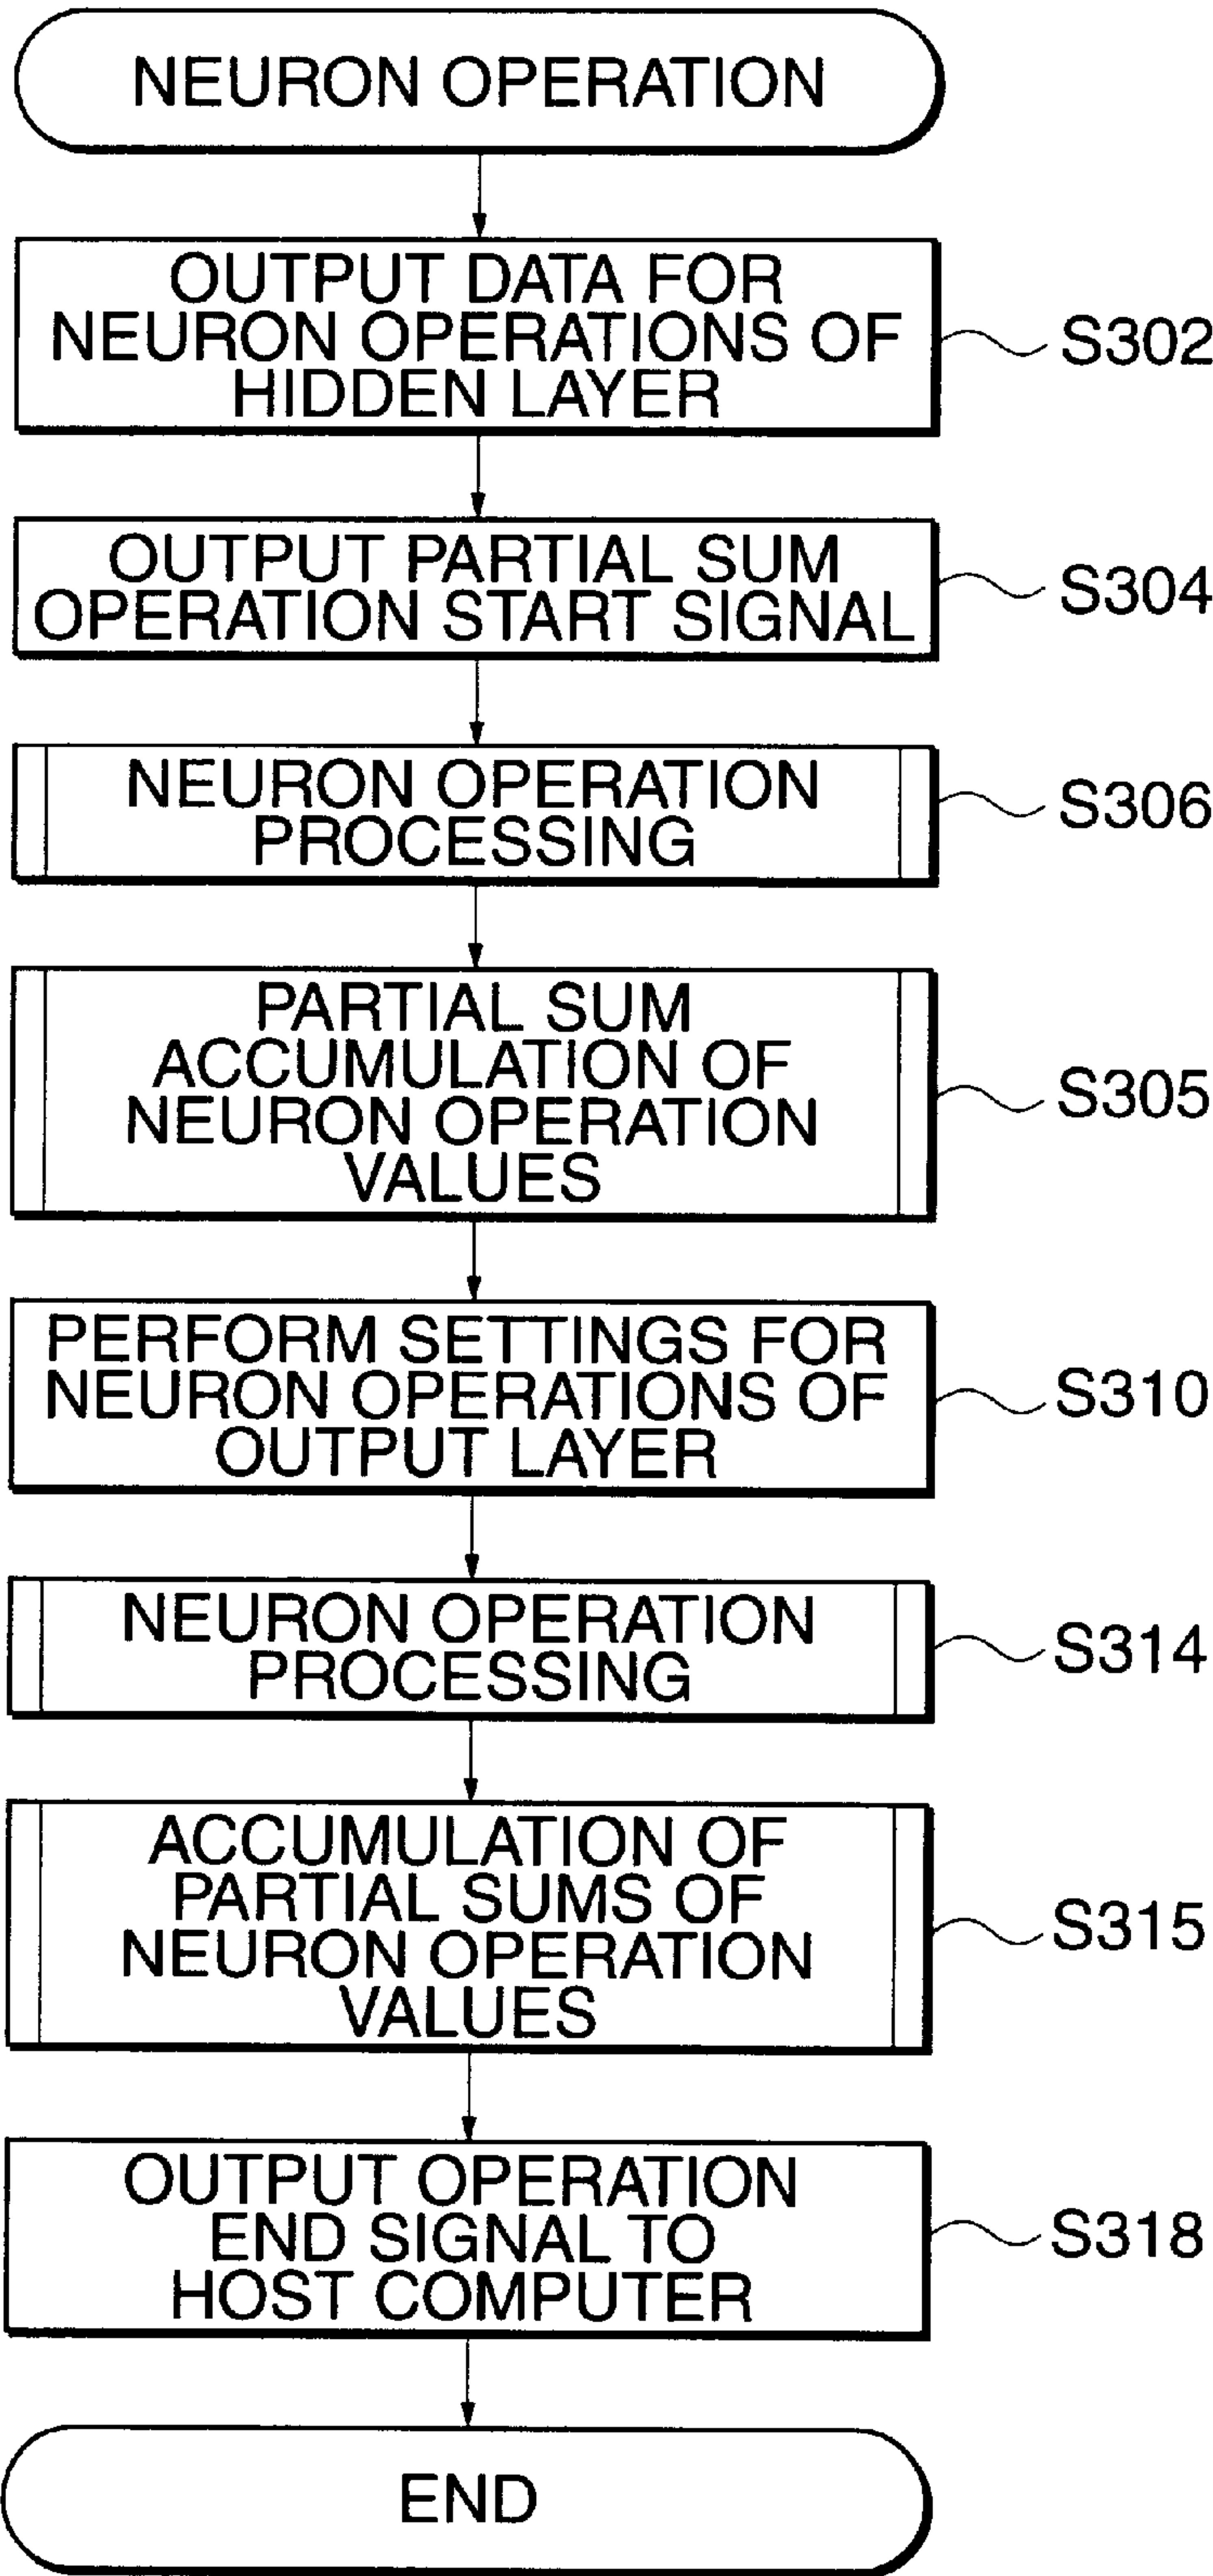 NEURON OPERATION
OUTPUT DATA FOR
NEURON OPERATIONS OF
HIDDEN LAYER
S302
OUTPUT PARTIAL SUM
OPERATION START SIGNAL
S304
NEURON OPERATION
PROCESSING
S306
PARTIAL SUM
ACCUMULATION OF
NEURON OPERATION
VALUES
S305
PERFORM SETTINGS FOR
NEURON OPERATIONS OF
OUTPUT LAYER
S310
NEURON OPERATION
PROCESSING
S314
ACCUMULATION OF
PARTIAL SUMS OF
NEURON OPERATION
VALUES
S315
OUTPUT OPERATION
END SIGNAL TO
HOST COMPUTER
S318
END